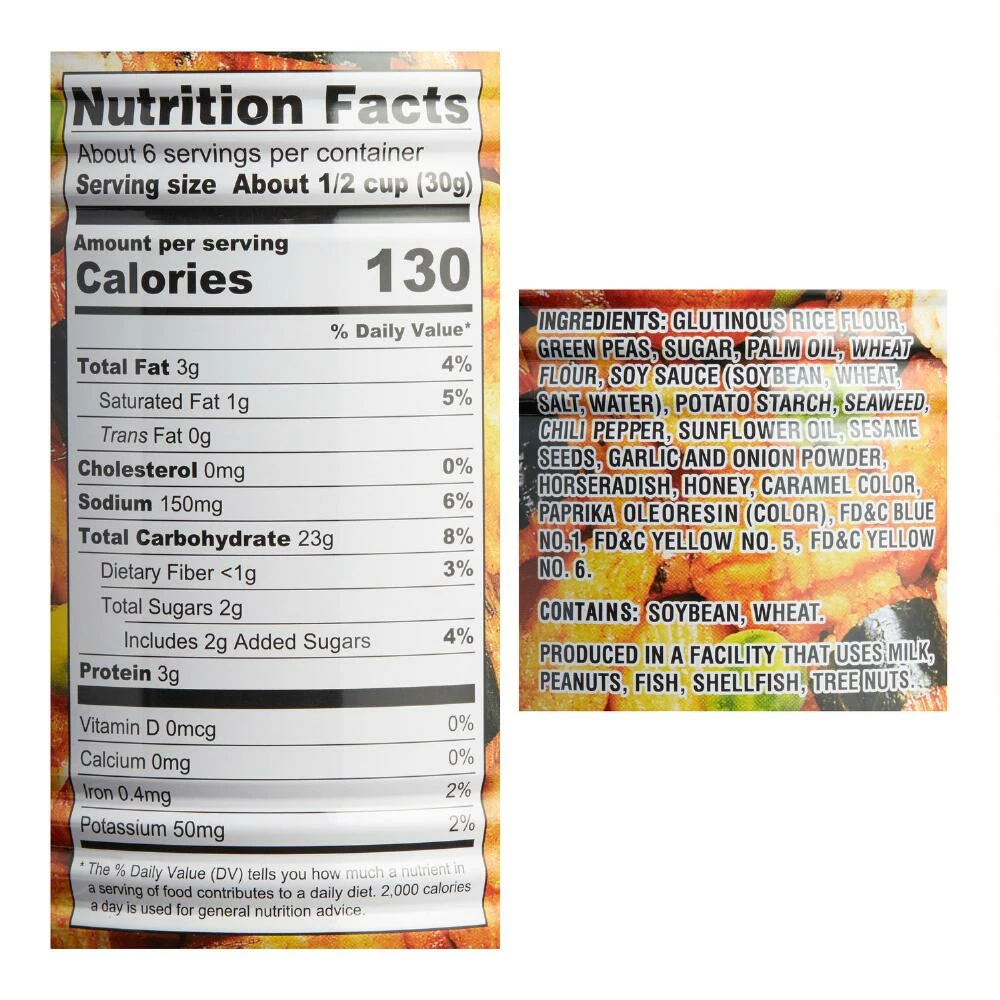 Nutrition Facts
About 6 servings per container
Serving size About 1/2 cup (30g)
Amount per serving
Calories 130
% Daily Value*
Total Fat 3g 4%
Saturated Fat 1g 5%
Trans Fat 0g
Cholesterol 0mg 0%
Sodium 150mg 6%
Total Carbohydrate 23g 8%
Dietary Fiber <1g 3%
Total Sugars 2g
Includes 2g Added Sugars 4%
Protein 3g
Vitamin D 0mcg 0%
Calcium 0mg 0%
Iron 0.4mg 2%
Potassium 50mg 2%
* The % Daily Value (DV) tells you how much a nutrient in
a serving of food contributes to a daily diet. 2,000 calories
a day is used for general nutrition advice.
INGREDIENTS: GLUTINOUS RICE FLOUR,
GREEN PEAS, SUGAR, PALM OIL, WHEAT
FLOUR, SOY SAUCE (SOYBEAN, WHEAT,
SALT, WATER), POTATO STARCH, SEAWEED,
CHILI PEPPER, SUNFLOWER OIL, SESAME
SEEDS, GARLIC AND ONION POWDER,
HORSERADISH, HONEY, CARAMEL COLOR,
PAPRIKA OLEORESIN (COLOR), FD&C BLUE
NO.1, FD&C YELLOW NO. 5, FD&C YELLOW
NO. 6.
CONTAINS: SOYBEAN, WHEAT.
PRODUCED IN A FACILITY THAT USES MILK,
PEANUTS, FISH, SHELLFISH, TREE NUTS.